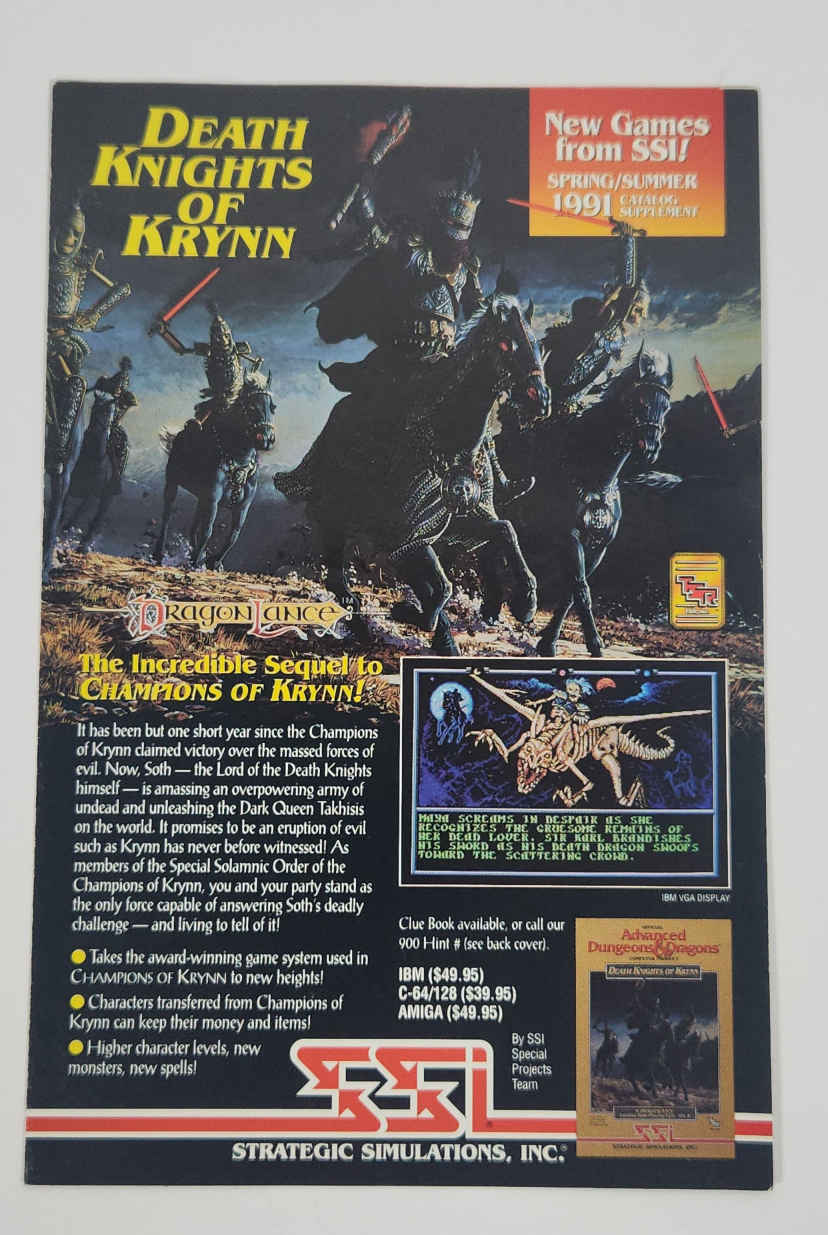 DEATH
KNIGHTS
OF
KRYNN
New Games
from SSI!
SPRING/SUMMER
1991 CATALOG
SUPPLEMENT
TSR
DRAGONLANCE
The Incredible Sequel to
CHAMPIONS OF KRYNN!
It has been but one short year since the Champions
of Krynn claimed victory over the massed forces of
evil. Now, Soth — the Lord of the Death Knights
himself — is amassing an overpowering army of
undead and unleashing the Dark Queen Takhisis
on the world. It promises to be an eruption of evil
such as Krynn has never before witnessed! As
members of the Special Solamnic Order of the
Champions of Krynn, you and your party stand as
the only force capable of answering Soth's deadly
challenge — and living to tell of it!
Takes the award-winning game system used in
CHAMPIONS OF KRYNN to new heights!
Characters transferred from Champions of
Krynn can keep their money and items!
Higher character levels, new
monsters, new spells!
MAYA SCREAMS IN DESPAIR AS SHE
RECOGNIZES THE GRUESOME REMAINS OF
HER DEAD LOVER. SIR KARL BRANDISHES
HIS SWORD AS HIS DEATH DRAGON SWOOPS
TOWARD THE SCATTERING CROWD.
IBM VGA DISPLAY
Clue Book available, or call our
900 Hint # (see back cover).
IBM ($49.95)
C-64/128 ($39.95)
AMIGA ($49.95)
By SSI
Special
Projects
Team
OFFICIAL
Advanced
Dungeons & Dragons
COMPUTER PRODUCT
DEATH KNIGHTS OF KRYNN
SSI
STRATEGIC SIMULATIONS, INC.
SSI®
STRATEGIC SIMULATIONS, INC.®